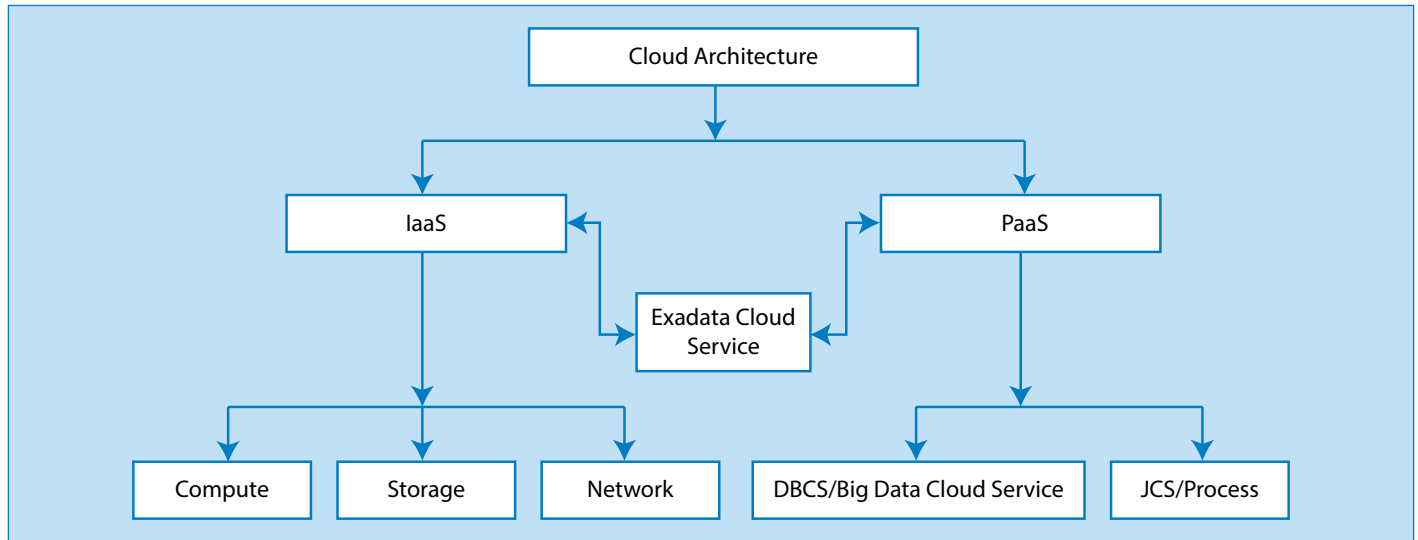 Cloud Architecture
IaaS
PaaS
Exadata Cloud
Service
Compute
Storage
Network
DBCS/Big Data Cloud Service
JCS/Process